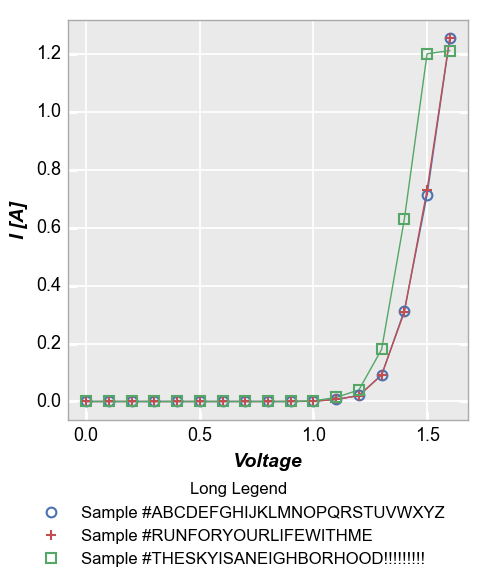 1.2
1.0
0.8
0.6
0.4
0.2
0.0
I [A]
0.0 0.5 1.0 1.5
Voltage
Long Legend
Sample #ABCDEFGHIJKLMNOPQRSTUVWXYZ
Sample #RUNFORYOURLIFEWITHME
Sample #THESKYISANEIGHBORHOOD!!!!!!!!!